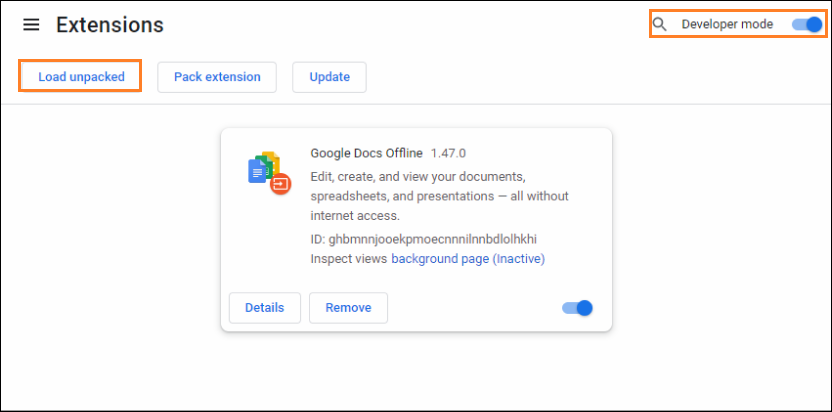 Extensions
Developer mode
Load unpacked
Pack extension
Update
Google Docs Offline 1.47.0
Edit, create, and view your documents,
spreadsheets, and presentations — all without
internet access.
ID: ghbmnnjooekpmoecnnnilnnbdlolhkhi
Inspect views background page (Inactive)
Details
Remove